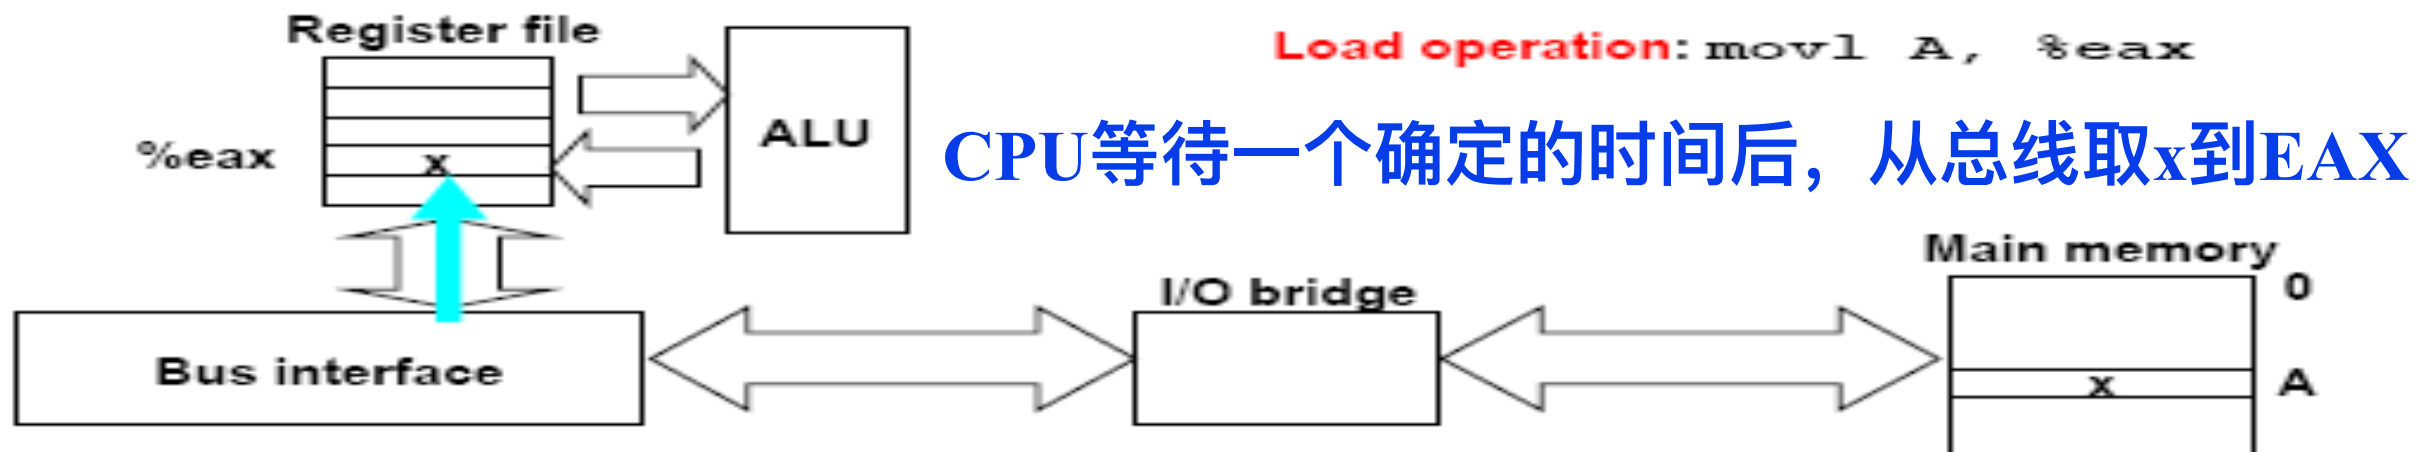 Register file
Load operation: movl A, %eax
ALU
CPU等待一个确定的时间后，从总线取x到EAX
%eax
x
Main memory
I/O bridge
0
Bus interface
x
A